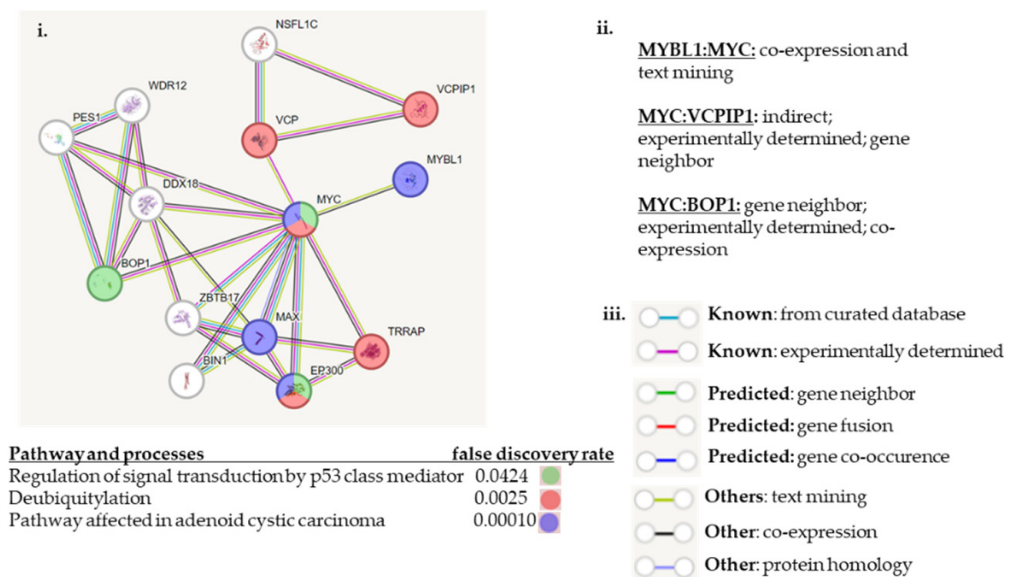 i.
NSFL1C
WDR12
VCPIP1
PES1
VCP
MYBL1
DDX18
MYC
BOP1
ZBTB17
MAX
TRRAP
BIN1
EP300
Pathway and processes false discovery rate
Regulation of signal transduction by p53 class mediator 0.0424
Deubiquitylation 0.0025
Pathway affected in adenoid cystic carcinoma 0.00010
ii.
MYBL1:MYC: co-expression and
text mining
MYC:VCPIP1: indirect;
experimentally determined; gene
neighbor
MYC:BOP1: gene neighbor;
experimentally determined; co-
expression
iii.
Known: from curated database
Known: experimentally determined
Predicted: gene neighbor
Predicted: gene fusion
Predicted: gene co-occurence
Others: text mining
Other: co-expression
Other: protein homology